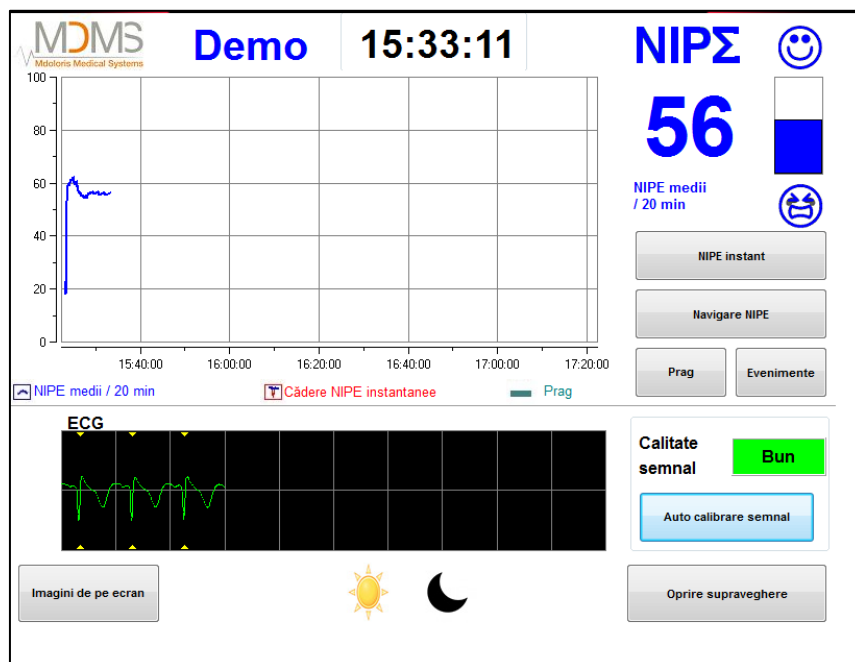 MDMS
Mdoloris Medical Systems
Demo
15:33:11
NIPΣ
100
80
60
40
20
0
15:40:00 16:00:00 16:20:00 16:40:00 17:00:00 17:20:00
56
NIPE medii
/ 20 min
NIPE instant
Navigare NIPE
Prag
Evenimente
NIPE medii / 20 min
Cădere NIPE instantanee
Prag
ECG
Calitate
semnal
Bun
Auto calibrare semnal
Imagini de pe ecran
Oprire supraveghere